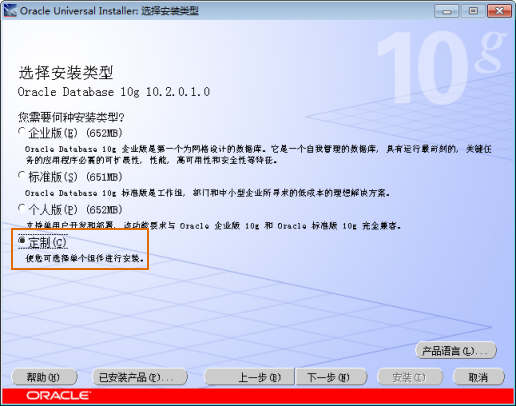 Oracle Universal Installer: 选择安装类型
10g
选择安装类型
Oracle Database 10g 10.2.0.1.0
您需要何种安装类型?
企业版(E) (652MB)
Oracle Database 10g 企业版是第一个为网格设计的数据库。它是一个自我管理的数据库, 具有运行最苛刻的, 关键任
务的应用程序必需的可扩展性, 性能, 高可用性和安全性等特征。
标准版(S) (651MB)
Oracle Database 10g 标准版是工作组, 部门和中小型企业所寻求的低成本的理想解决方案。
个人版(P) (652MB)
支持单用户开发和部署, 该功能要求与 Oracle 企业版 10g 和 Oracle 标准版 10g 完全兼容。
定制(C)
使您可选择单个组件进行安装。
产品语言(L)...
帮助(H) 已安装产品(P)... 上一步(B) 下一步(N) 安装(I) 取消
ORACLE